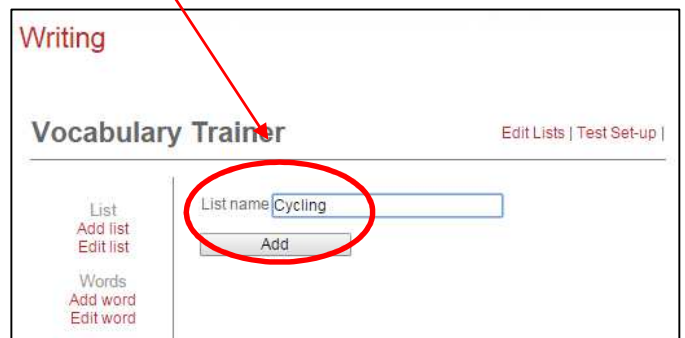 Writing
Vocabulary Trainer
Edit Lists | Test Set-up |
List
Add list
Edit list
Words
Add word
Edit word
List name Cycling
Add